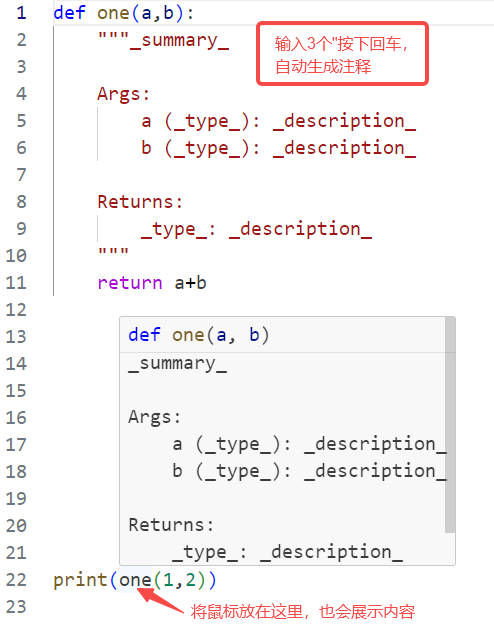 1 def one(a,b):
2 """_summary_
输入3个"按下回车,
自动生成注释
3
4 Args:
5 a (_type_): _description_
6 b (_type_): _description_
7
8 Returns:
9 _type_: _description_
10 """
11 return a+b
12
13 def one(a, b)
14 _summary_
15
16 Args:
17 a (_type_): _description_
18 b (_type_): _description_
19
20 Returns:
21 _type_: _description_
22 print(one(1,2))
23 将鼠标放在这里，也会展示内容